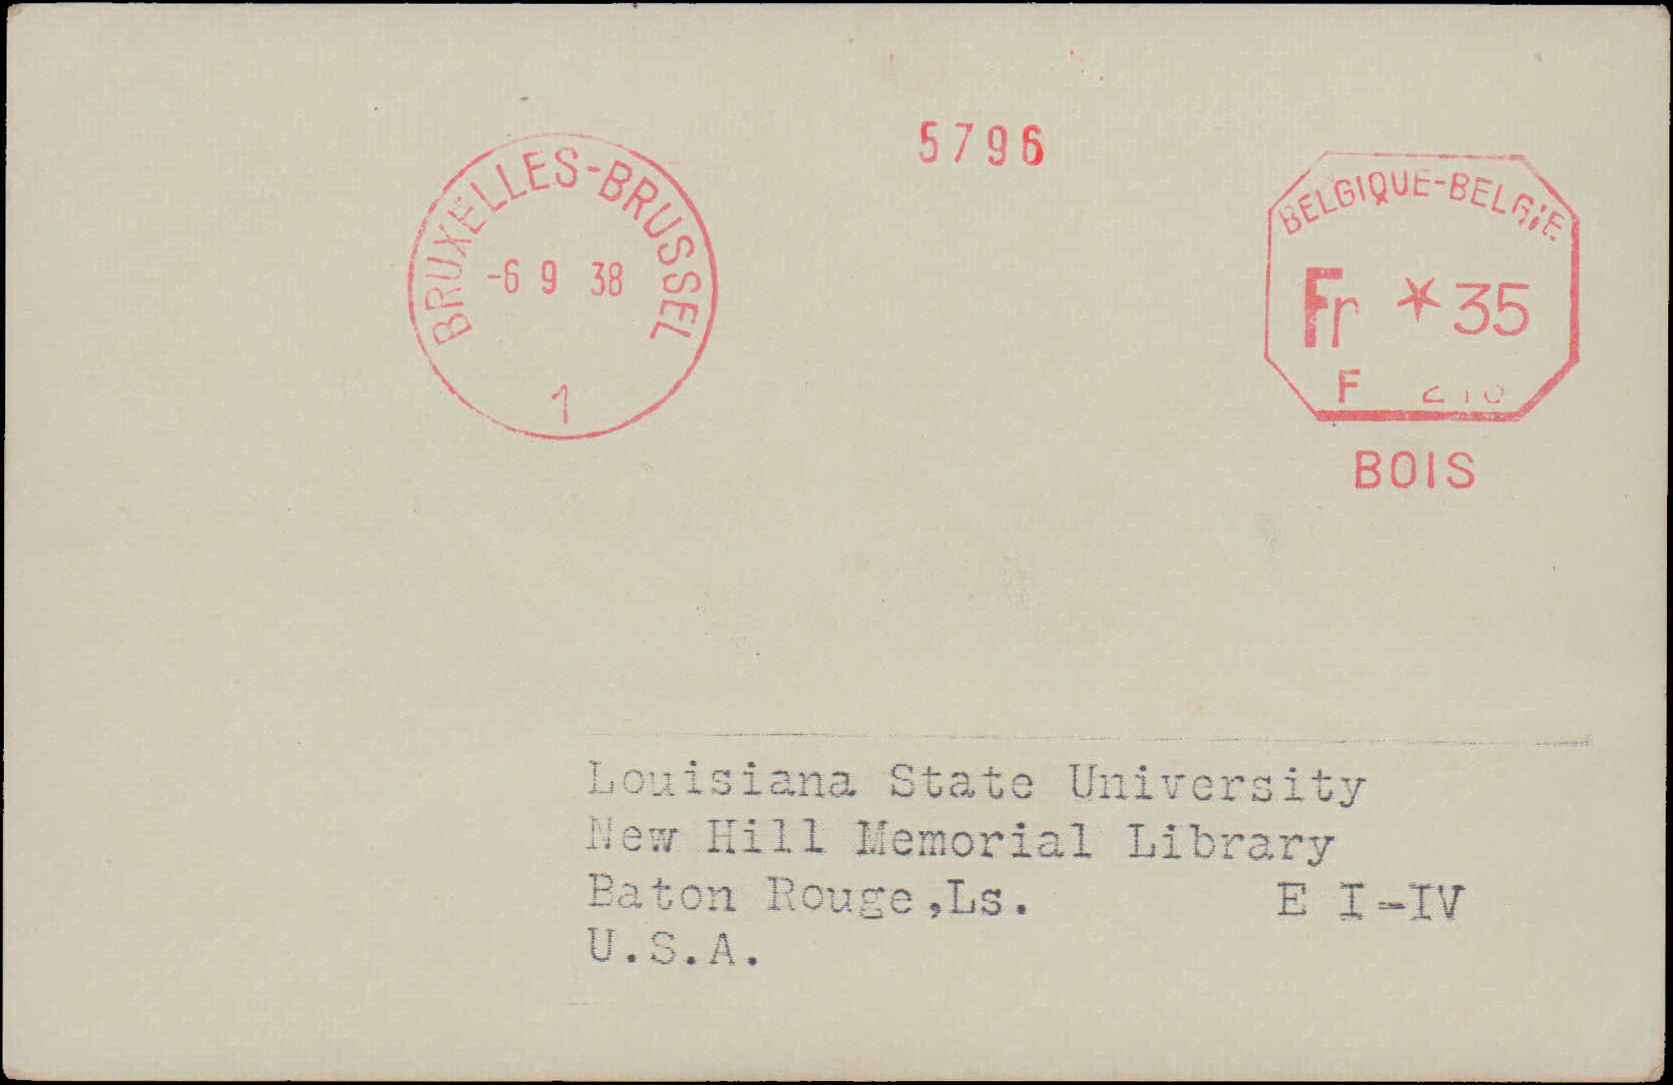 5796
BRUXELLES-BRUSSEL
-6 9 38
1
BELGIQUE-BELGIE
Fr *35
F
BOIS
Louisiana State University
New Hill Memorial Library
Baton Rouge,Ls. E I-IV
U.S.A.